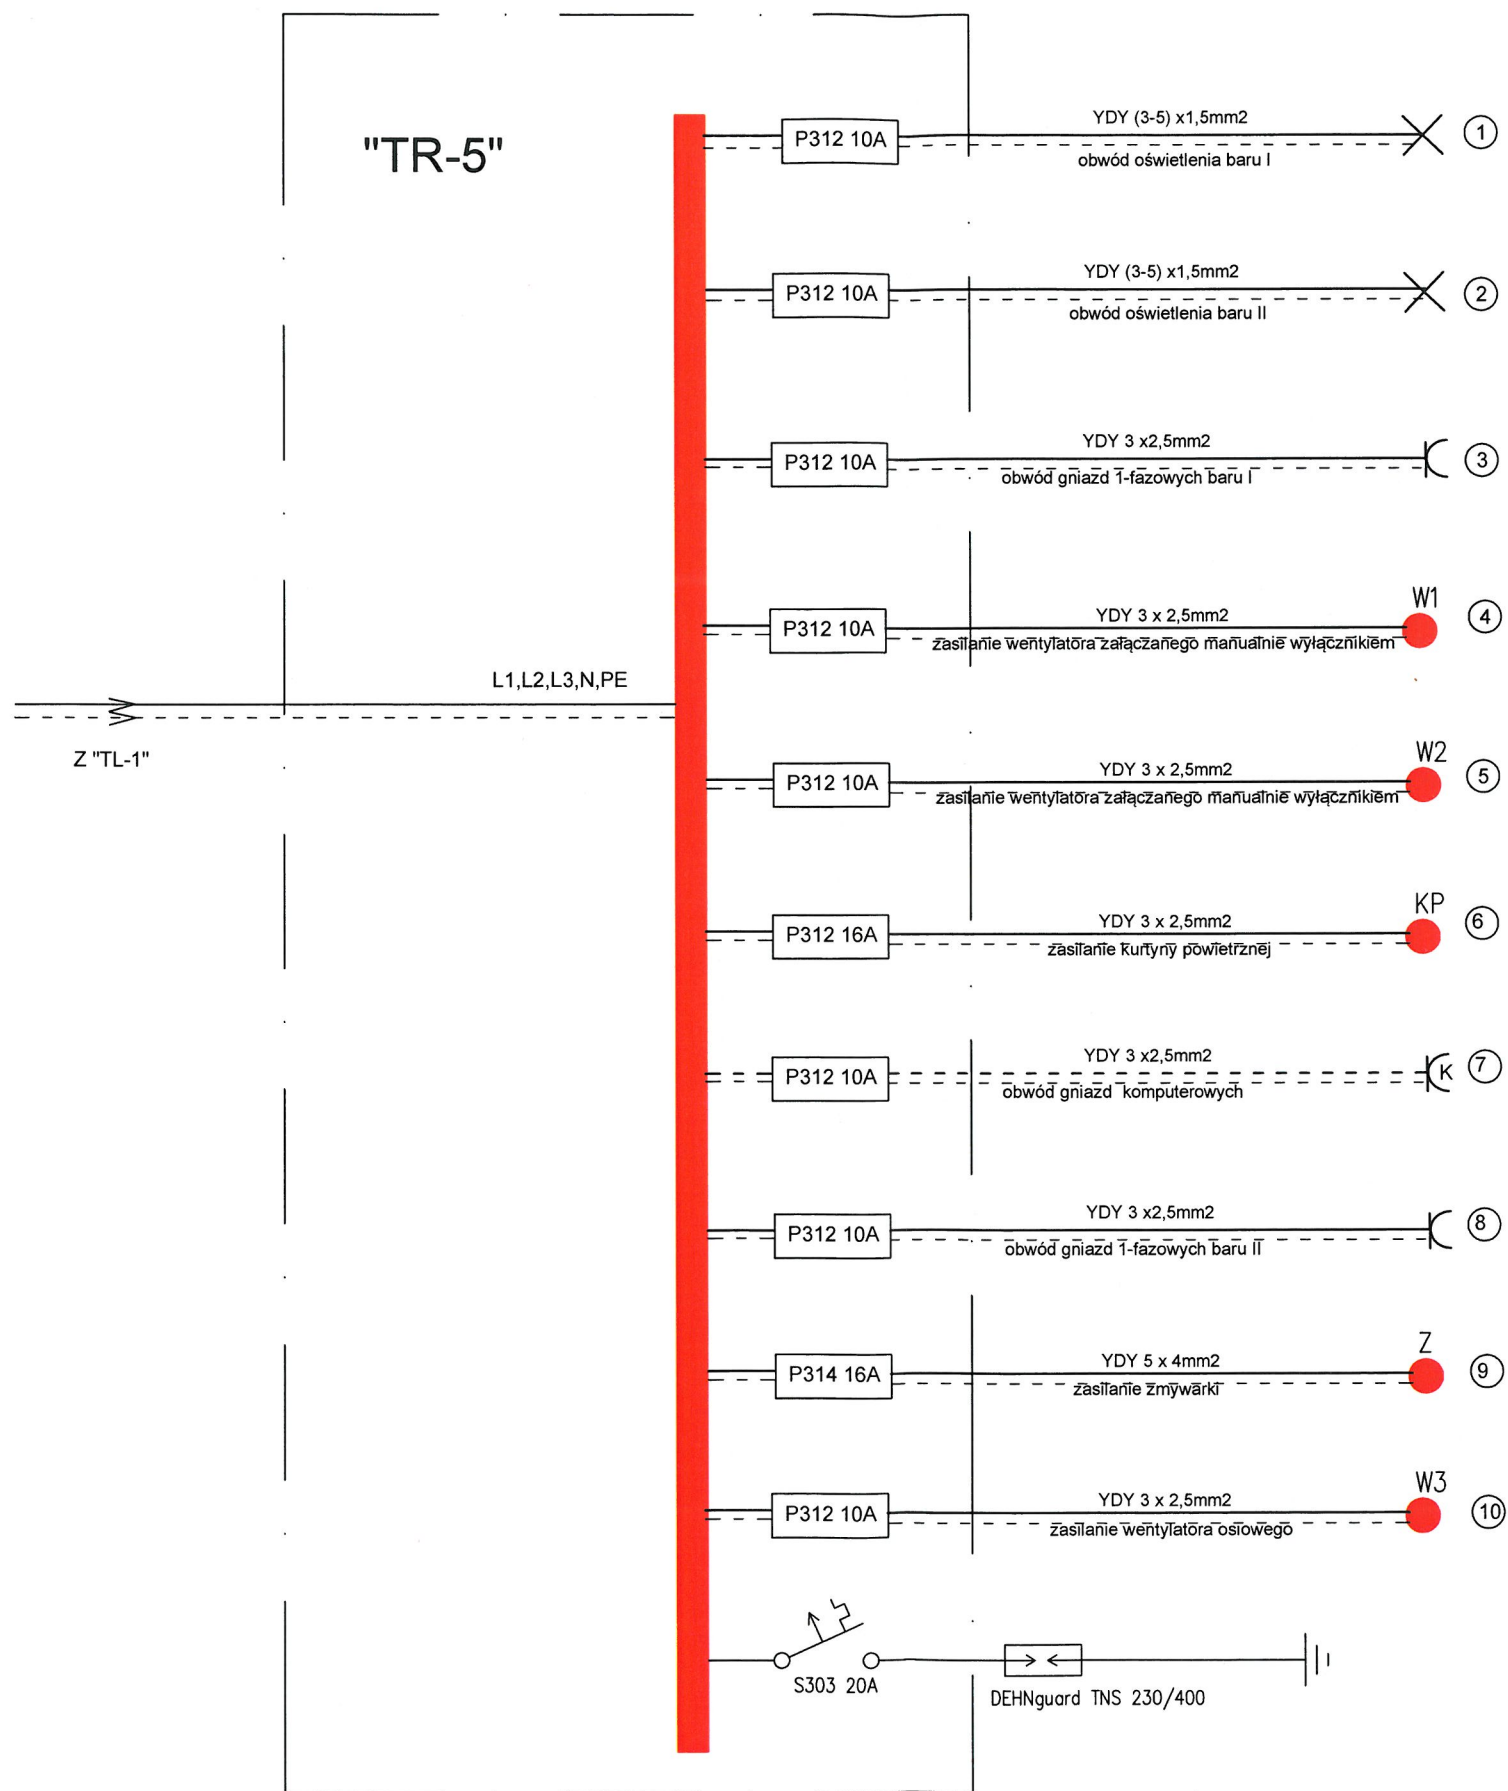 "TR-5"
P312 10A
YDY (3-5) x1,5mm2
obwód oświetlenia baru I
1
P312 10A
YDY (3-5) x1,5mm2
obwód oświetlenia baru II
2
P312 10A
YDY 3 x2,5mm2
obwód gniazd 1-fazowych baru I
3
P312 10A
YDY 3 x 2,5mm2
zasilanie wentylatora załączanego manualnie wyłącznikiem
W1
4
L1,L2,L3,N,PE
Z "TL-1"
P312 10A
YDY 3 x 2,5mm2
zasilanie wentylatora załączanego manualnie wyłącznikiem
W2
5
P312 16A
YDY 3 x 2,5mm2
zasilanie kurtyny powietrznej
KP
6
P312 10A
YDY 3 x2,5mm2
obwód gniazd komputerowych
K
7
P312 10A
YDY 3 x2,5mm2
obwód gniazd 1-fazowych baru II
8
P314 16A
YDY 5 x 4mm2
zasilanie zmywarki
Z
9
P312 10A
YDY 3 x 2,5mm2
zasilanie wentylatora osiowego
W3
10
S303 20A
DEHNguard TNS 230/400